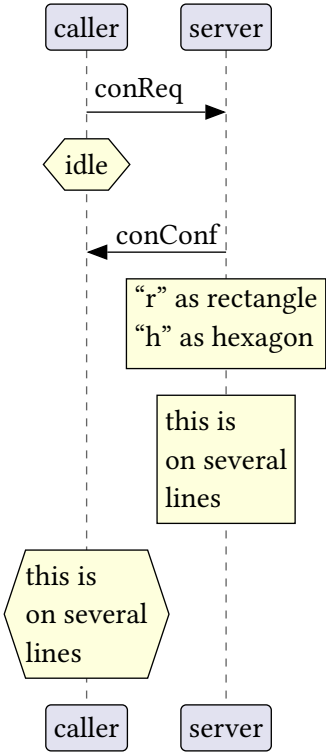 caller
server
conReq
idle
conConf
“r” as rectangle
“h” as hexagon
this is
on several
lines
this is
on several
lines
caller
server